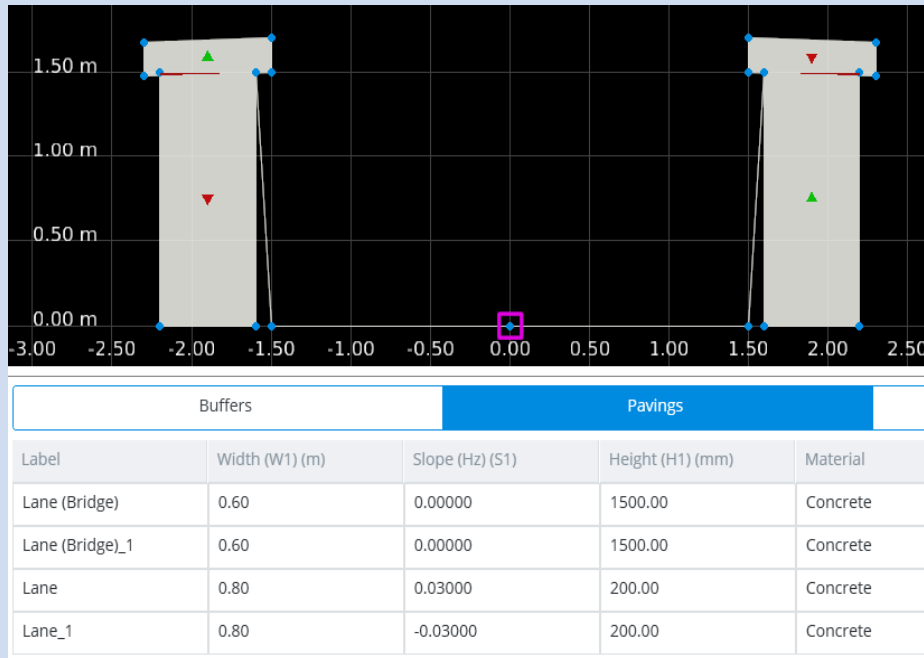 1.50 m
1.00 m
0.50 m
0.00 m
-3.00 -2.50 -2.00 -1.50 -1.00 -0.50 0.00 0.50 1.00 1.50 2.00 2.50
Buffers Pavings
Label Width (W1) (m) Slope (Hz) (S1) Height (H1) (mm) Material
Lane (Bridge) 0.60 0.00000 1500.00 Concrete
Lane (Bridge)_1 0.60 0.00000 1500.00 Concrete
Lane 0.80 0.03000 200.00 Concrete
Lane_1 0.80 -0.03000 200.00 Concrete